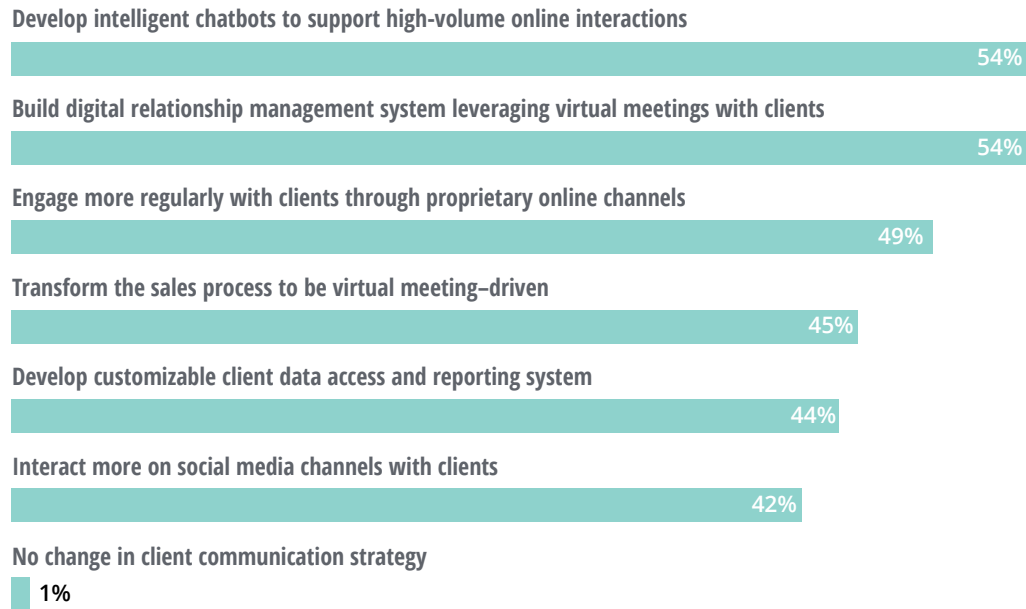 Develop intelligent chatbots to support high-volume online interactions
54%
Build digital relationship management system leveraging virtual meetings with clients
54%
Engage more regularly with clients through proprietary online channels
49%
Transform the sales process to be virtual meeting–driven
45%
Develop customizable client data access and reporting system
44%
Interact more on social media channels with clients
42%
No change in client communication strategy
1%